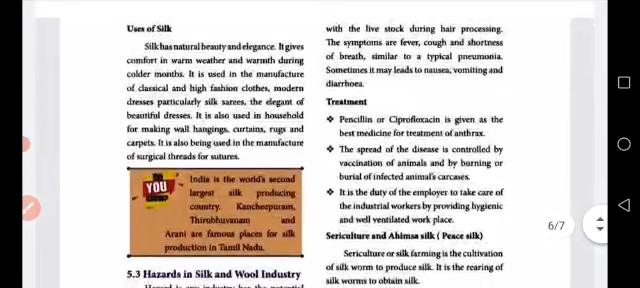 Uses of Silk
Silk has natural beauty and elegance. It gives
comfort in warm weather and warmth during
colder months. It is used in the manufacture
of classical and high fashion clothes, modern
dresses particularly silk sarees, the elegant of
beautiful dresses. It is also used in household
for making wall hangings, curtains, rugs and
carpets. It is also being used in the manufacture
of surgical threads for sutures.
YOU
India is the world's second
largest silk producing
country. Kancheepuram,
Thirubhuvanam and
Arani are famous places for silk
production in Tamil Nadu.
5.3 Hazards in Silk and Wool Industry
with the live stock during hair processing.
The symptoms are fever, cough and shortness
of breath, similar to a typical pneumonia.
Sometimes it may leads to nausea, vomiting and
diarrhoea.
Treatment
❖ Pencillin or Ciprofloxacin is given as the
best medicine for treatment of anthrax.
❖ The spread of the disease is controlled by
vaccination of animals and by burning or
burial of infected animal's carcases.
❖ It is the duty of the employer to take care of
the industrial workers by providing hygienic
and well ventilated work place.
Sericulture and Ahimsa silk ( Peace silk)
Sericulture or silk farming is the cultivation
of silk worm to produce silk. It is the rearing of
silk worms to obtain silk.
6/7